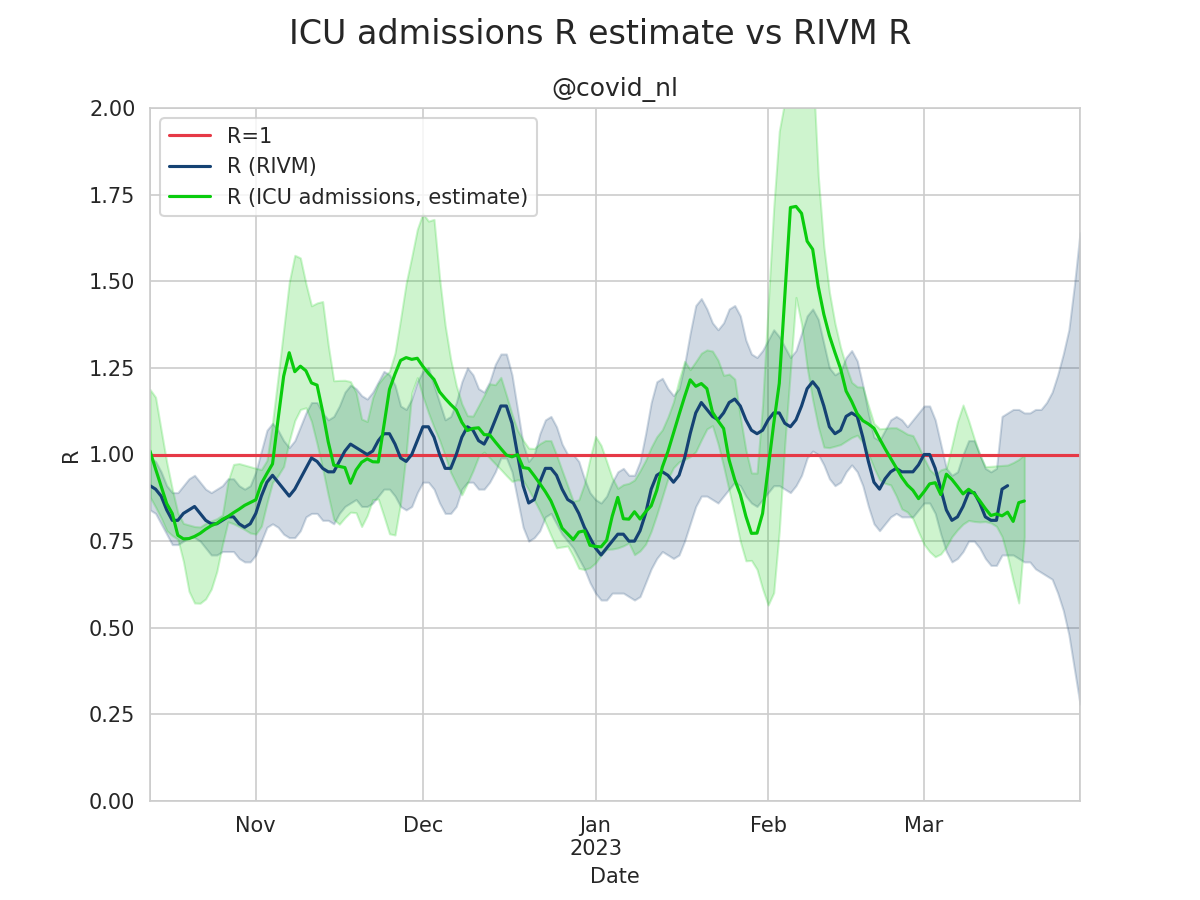 ICU admissions R estimate vs RIVM R
@covid_nl
R=1
R (RIVM)
R (ICU admissions, estimate)
2.00
1.75
1.50
1.25
1.00
0.75
0.50
0.25
0.00
R
Nov Dec Jan Feb Mar
2023
Date